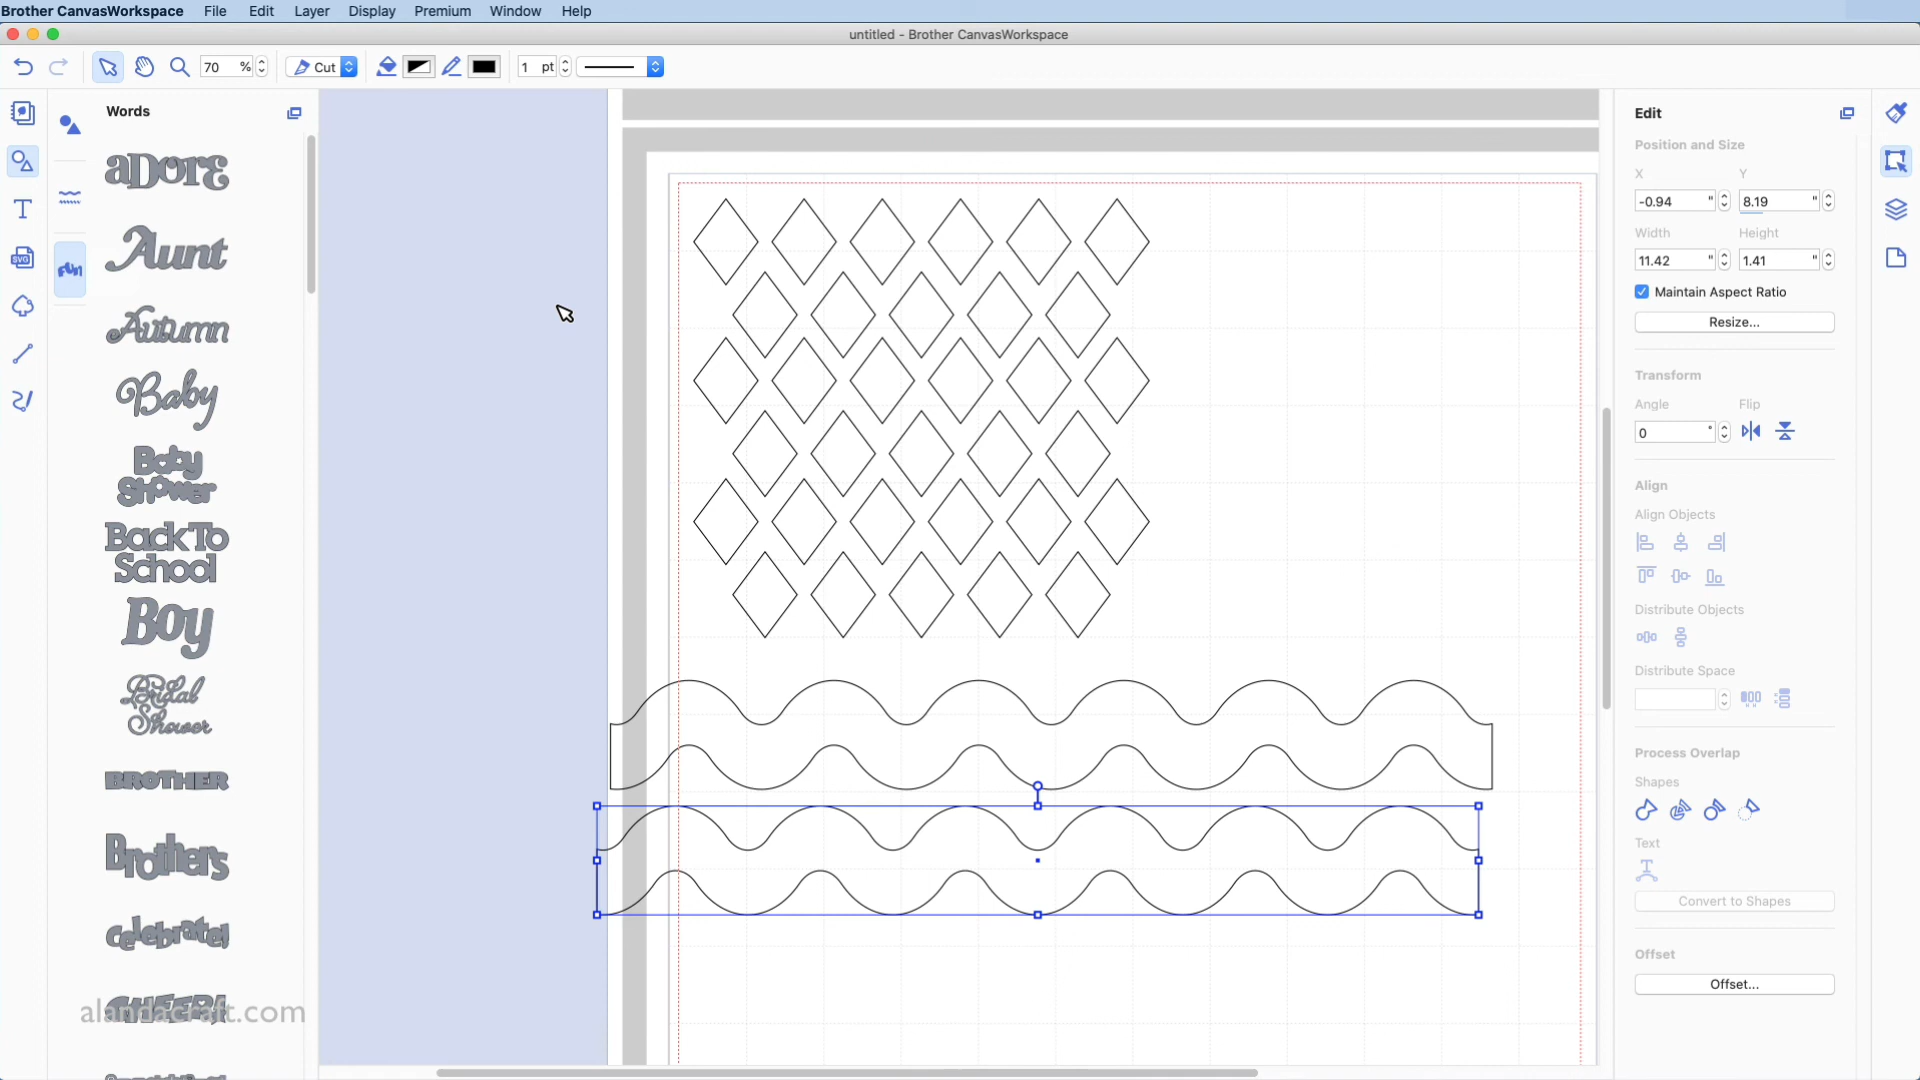 Brother CanvasWorkspace File Edit Layer Display Premium Window Help
untitled - Brother CanvasWorkspace
70 % Cut 1 pt
Words
aDore
Aunt
Autumn
Baby
Baby
Shower
Back To
School
Boy
Bridal
Shower
BROTHER
Brothers
celebrate!
CHEER!
alandacraft.com
SVG
T
Fun
Edit
Position and Size
X Y
-0.94 " 8.19 "
Width Height
11.42 " 1.41 "
Maintain Aspect Ratio
Resize...
Transform
Angle Flip
0 °
Align
Align Objects
Distribute Objects
Distribute Space
Process Overlap
Shapes
Text
Convert to Shapes
Offset
Offset...